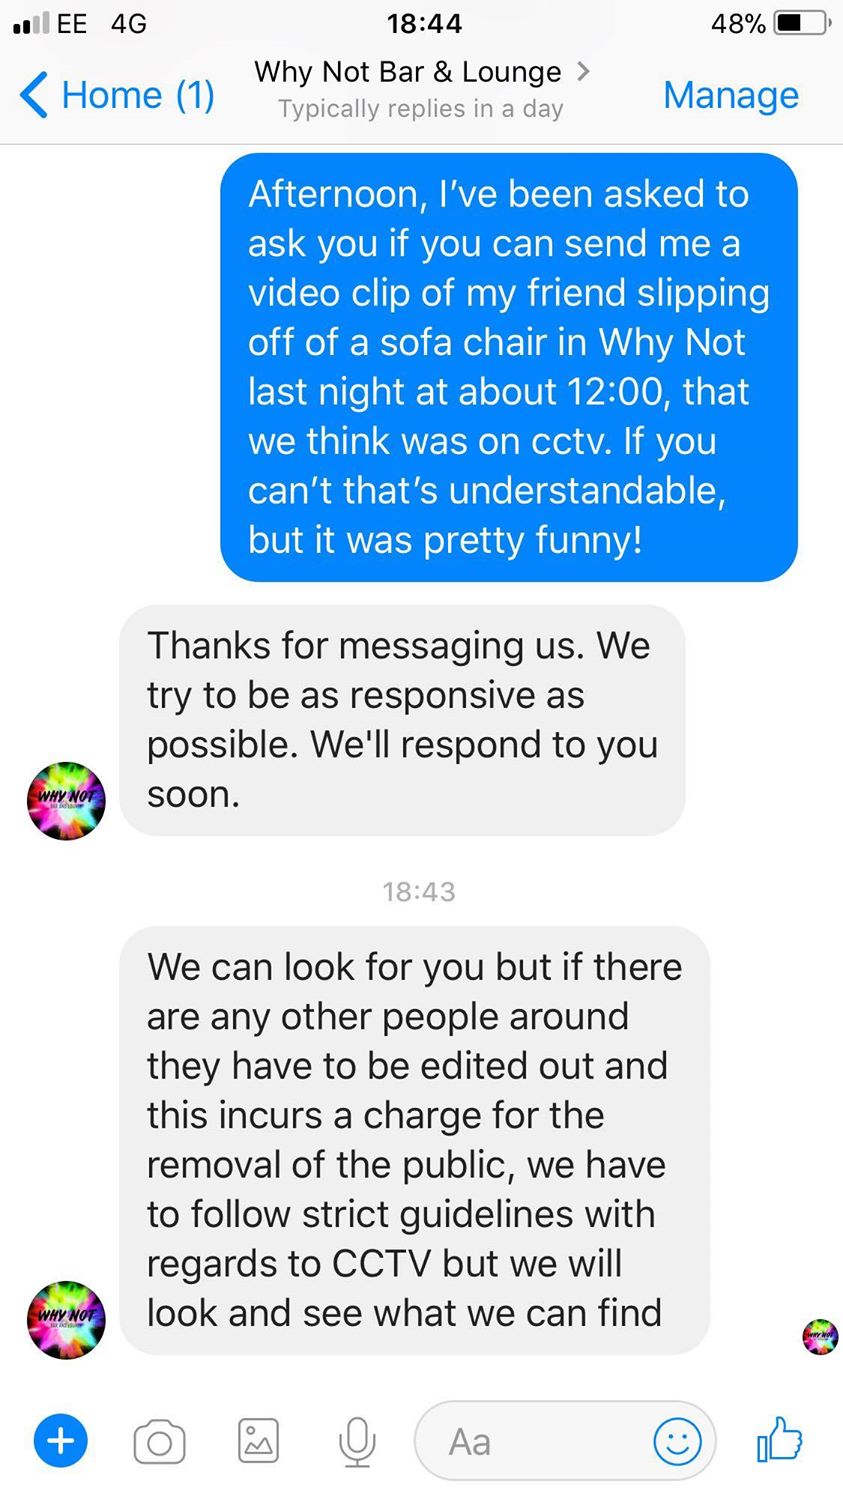 EE 4G 18:44 48%
Why Not Bar & Lounge
Home (1) Manage
Typically replies in a day
Afternoon, I’ve been asked to
ask you if you can send me a
video clip of my friend slipping
off of a sofa chair in Why Not
last night at about 12:00, that
we think was on cctv. If you
can’t that’s understandable,
but it was pretty funny!
Thanks for messaging us. We
try to be as responsive as
possible. We'll respond to you
soon.
WHY NOT
18:43
We can look for you but if there
are any other people around
they have to be edited out and
this incurs a charge for the
removal of the public, we have
to follow strict guidelines with
regards to CCTV but we will
look and see what we can find
WHY NOT
WHY NOT
Aa